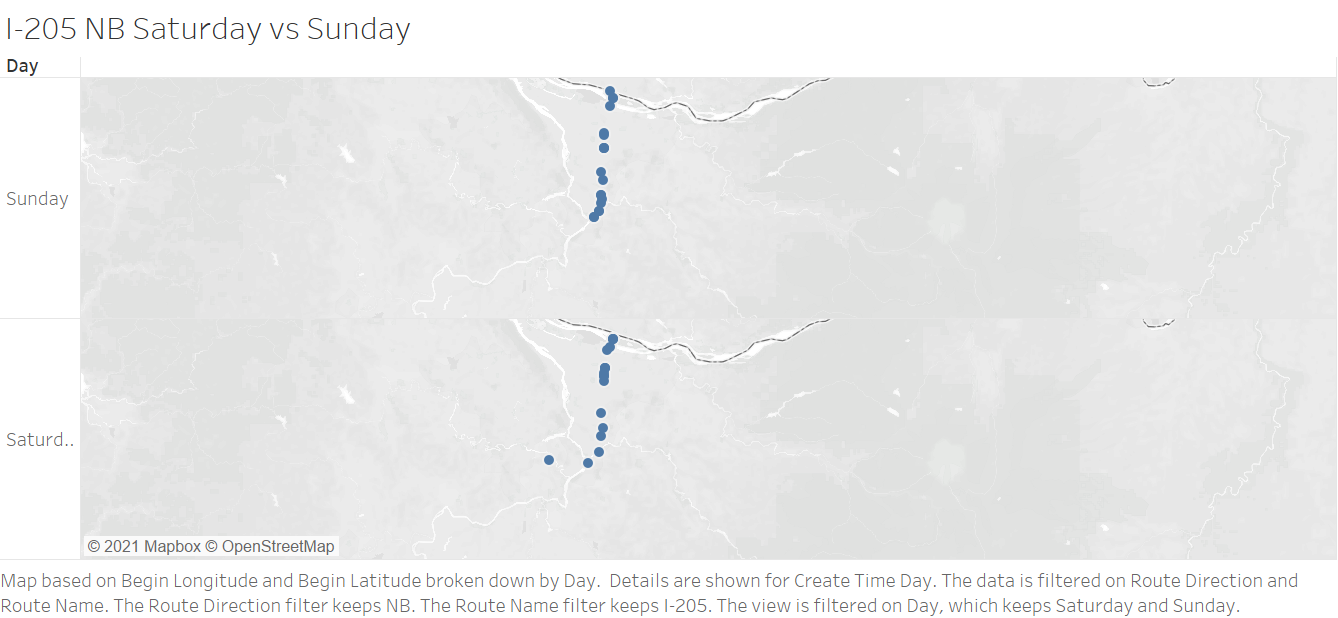 I-205 NB Saturday vs Sunday
Day
Sunday
Saturd..
© 2021 Mapbox © OpenStreetMap
Map based on Begin Longitude and Begin Latitude broken down by Day.  Details are shown for Create Time Day. The data is filtered on Route Direction and
Route Name. The Route Direction filter keeps NB. The Route Name filter keeps I-205. The view is filtered on Day, which keeps Saturday and Sunday.